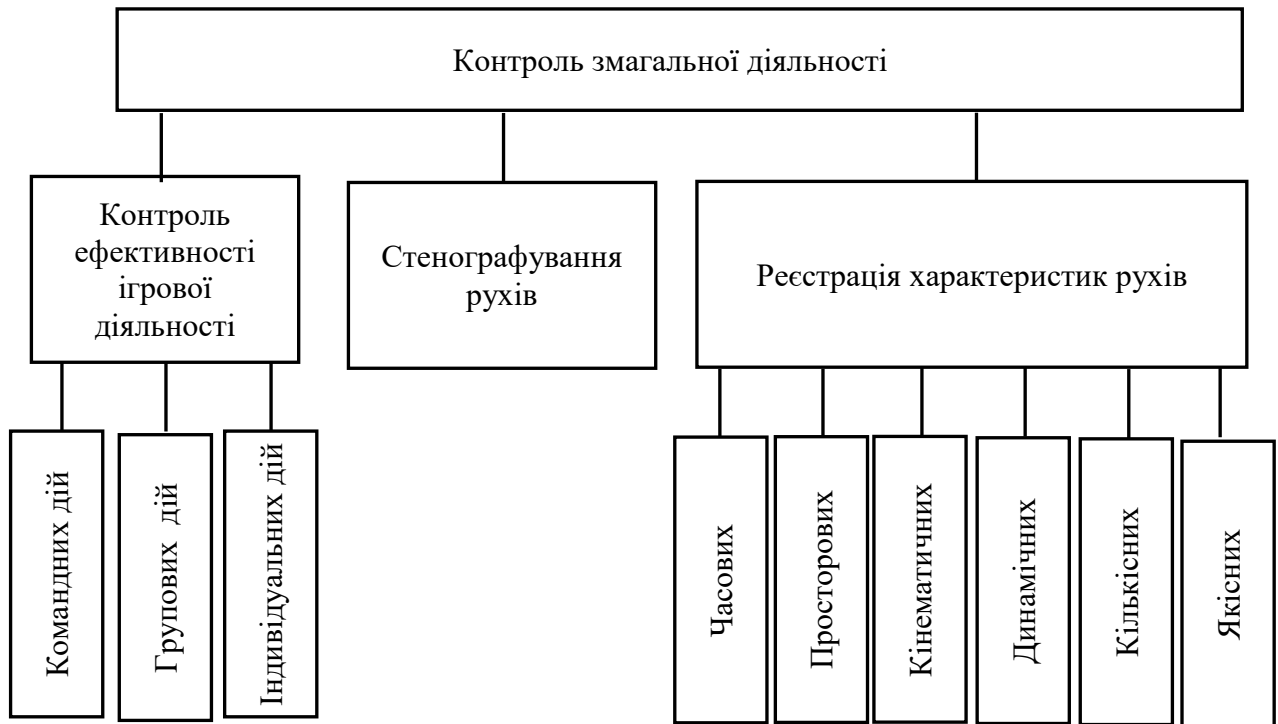 Контроль змагальної діяльності
Контроль
ефективності
ігрової
діяльності
Стенографування
рухів
Реєстрація характеристик рухів
Командних дій
Групових дій
Індивідуальних дій
Часових
Просторових
Кінематичних
Динамічних
Кількісних
Якісних